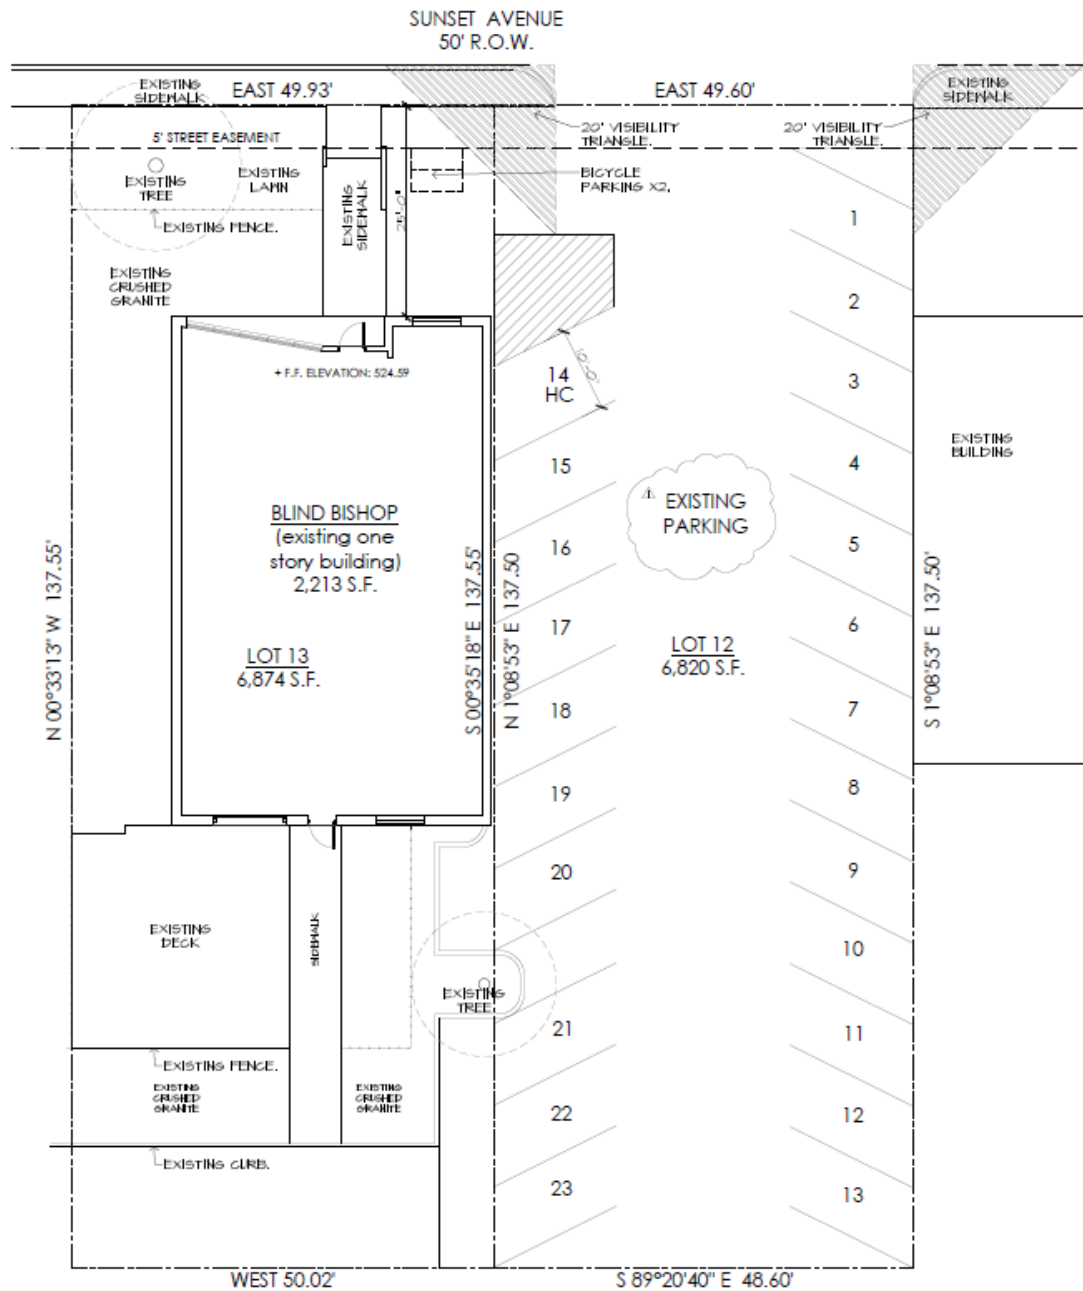 SUNSET AVENUE
50' R.O.W.
EXISTING
SIDEWALK
EAST 49.93'
EAST 49.60'
EXISTING
SIDEWALK
5' STREET EASEMENT
20' VISIBILITY
TRIANGLE.
20' VISIBILITY
TRIANGLE.
EXISTING
TREE
EXISTING
LAWN
BICYCLE
PARKING X2.
EXISTING
SIDEWALK
25'-0"
EXISTING FENCE.
EXISTING
CRUSHED
GRANITE
1
2
3
4
5
6
7
8
9
10
11
12
13
+ F.F. ELEVATION: 524.59
14
HC
10'-0"
15
16
17
18
19
20
21
22
23
EXISTING
PARKING
EXISTING
BUILDING
BLIND BISHOP
(existing one
story building)
2,213 S.F.
LOT 13
6,874 S.F.
LOT 12
6,820 S.F.
N 00°33'13" W 137.55'
S 00°35'18" E 137.55'
N 1°08'53" E 137.50
S 1°08'53" E 137.50'
EXISTING
DECK
SIDEWALK
EXISTING
TREE
EXISTING FENCE.
EXISTING
CRUSHED
GRANITE
EXISTING
CRUSHED
GRANITE
EXISTING CURB.
WEST 50.02'
S 89°20'40" E 48.60'